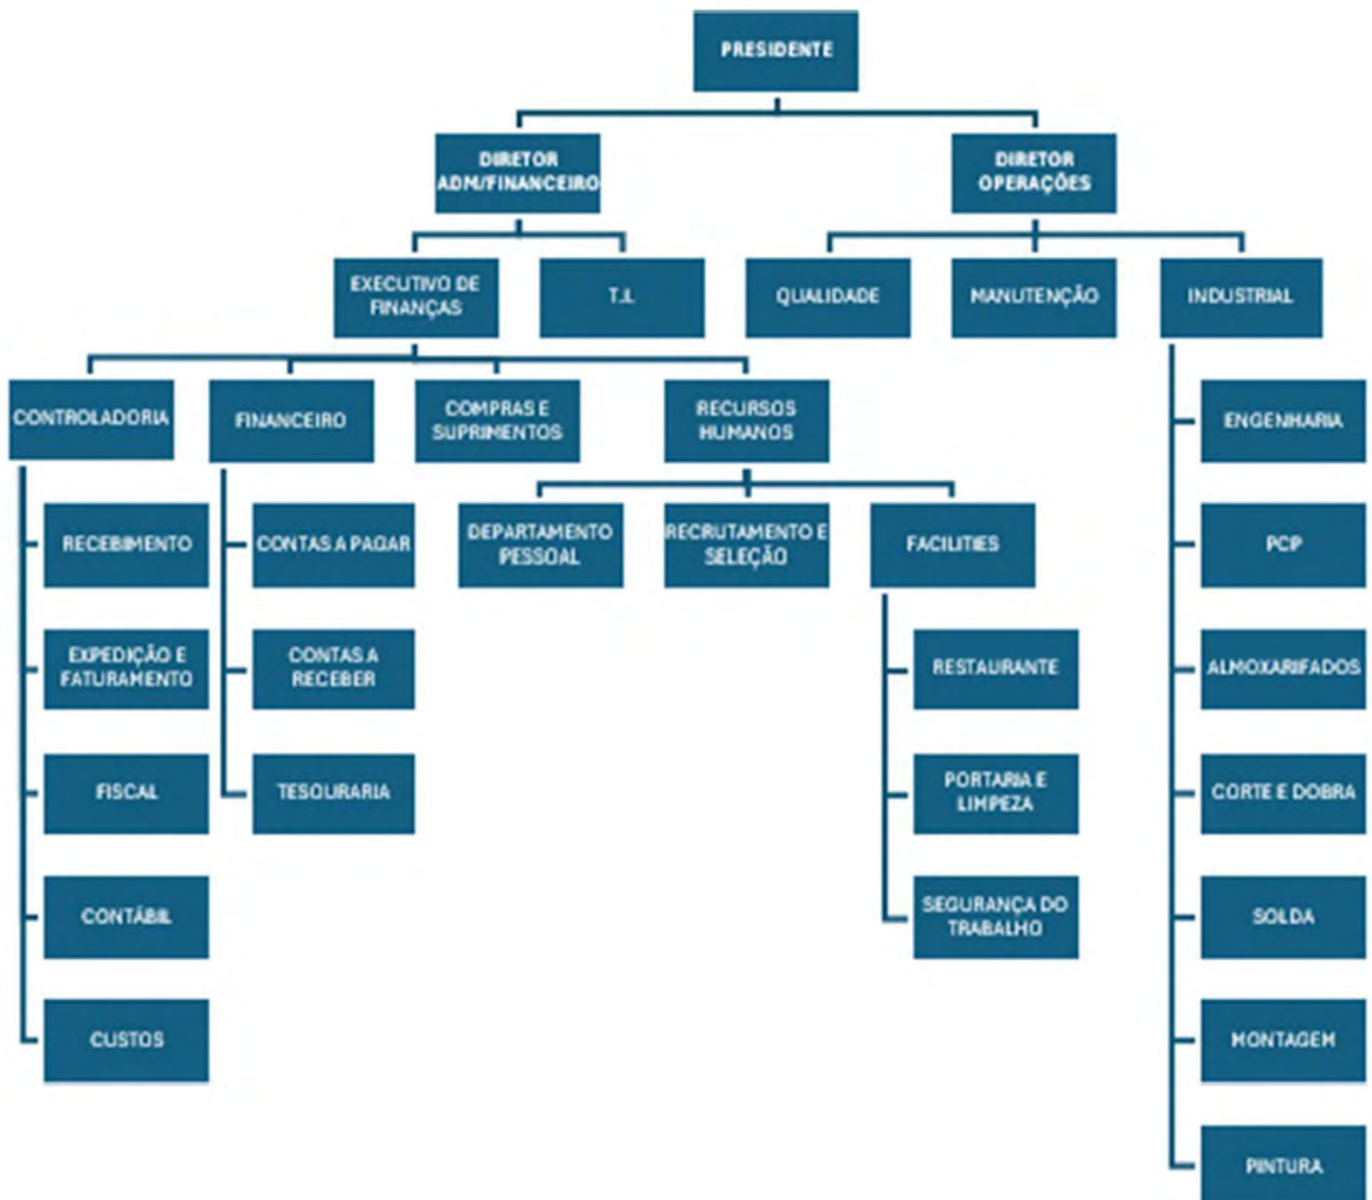 PRESIDENTE
DIRETOR
ADM/FINANCEIRO
DIRETOR
OPERAÇÕES
EXECUTIVO DE
FINANÇAS
T.I.
QUALIDADE
MANUTENÇÃO
INDUSTRIAL
CONTROLADORIA
FINANCEIRO
COMPRAS E
SUPRIMENTOS
RECURSOS
HUMANOS
ENGENHARIA
RECEBIMENTO
CONTAS A PAGAR
DEPARTAMENTO
PESSOAL
RECRUTAMENTO E
SELEÇÃO
FACILITIES
PCP
EXPEDIÇÃO E
FATURAMENTO
CONTAS A
RECEBER
RESTAURANTE
ALMOXARIFADOS
FISCAL
TESOURARIA
PORTARIA E
LIMPEZA
CORTE E DOBRA
CONTÁBIL
SEGURANÇA DO
TRABALHO
SOLDA
CUSTOS
MONTAGEM
PINTURA